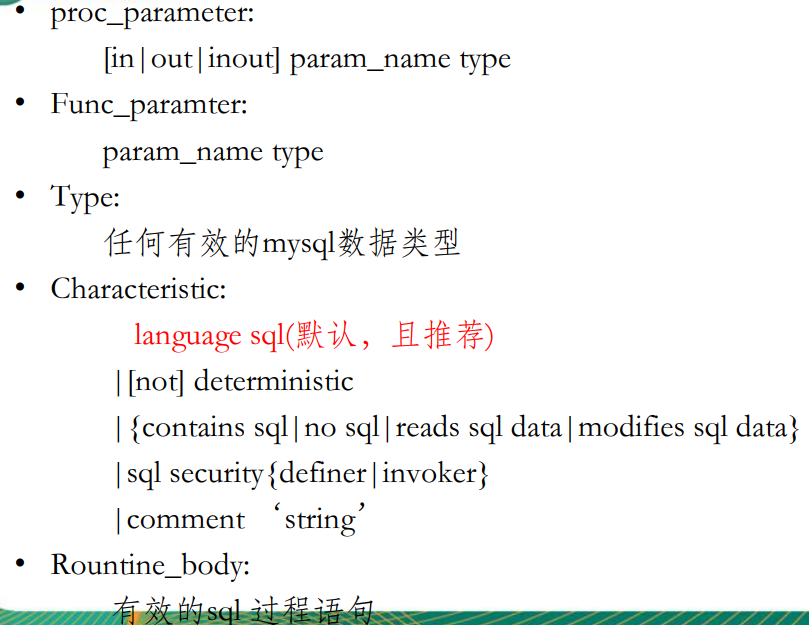 • proc_parameter:
[in|out|inout] param_name type
• Func_paramter:
param_name type
• Type:
任何有效的mysql数据类型
• Characteristic:
language sql(默认，且推荐)
|[not] deterministic
|{contains sql|no sql|reads sql data|modifies sql data}
|sql security{definer|invoker}
|comment ‘string’
• Rountine_body:
有效的sql 过程语句